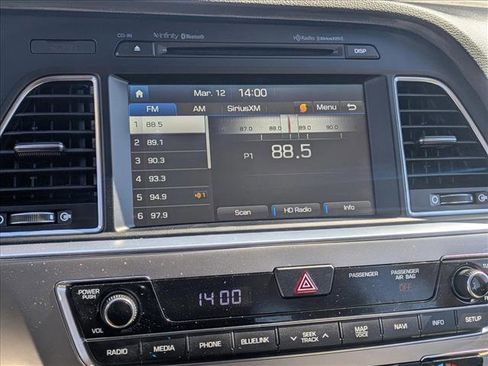 CD-IN infinity Bluetooth HD Radio SiriusXM
DISP
Mar. 12 14:00
FM AM SiriusXM Menu
1 88.5
2 89.1
3 90.3
4 93.3
5 94.9 1
6 97.9
87.0 88.0 89.0 90.0
P1 88.5
Scan HD Radio Info
POWER
PUSH
VOL
14:00
PASSENGER
PASSENGER
AIR BAG
OFF
RADIO MEDIA PHONE BLUELINK SEEK
TRACK MAP
VOICE NAVI INFO SETUP